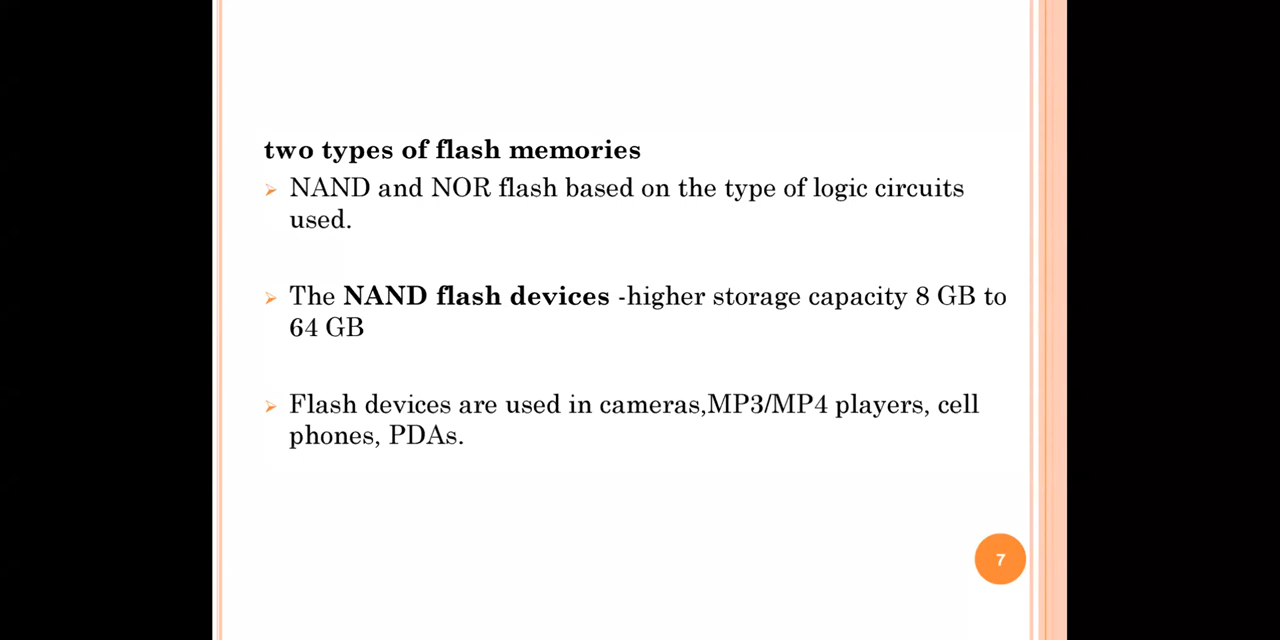 two types of flash memories
➢ NAND and NOR flash based on the type of logic circuits
used.
➢ The NAND flash devices -higher storage capacity 8 GB to
64 GB
➢ Flash devices are used in cameras,MP3/MP4 players, cell
phones, PDAs.
7